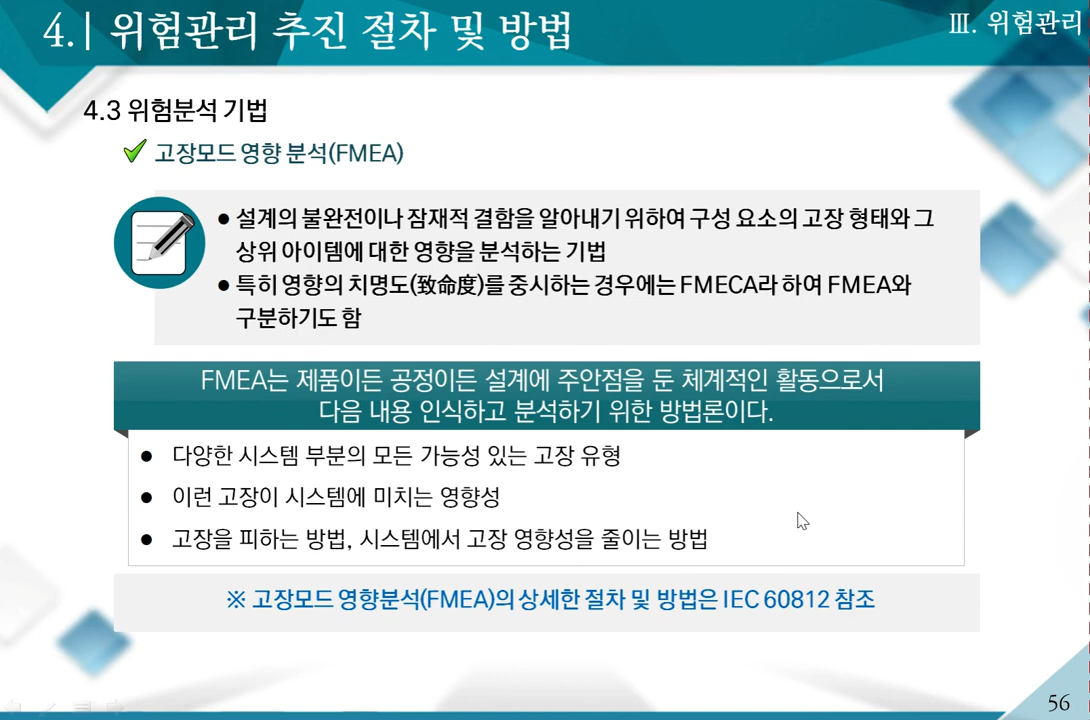 4.| 위험관리 추진 절차 및 방법
Ⅲ. 위험관리
4.3 위험분석 기법
고장모드 영향 분석(FMEA)
● 설계의 불완전이나 잠재적 결함을 알아내기 위하여 구성 요소의 고장 형태와 그
상위 아이템에 대한 영향을 분석하는 기법
● 특히 영향의 치명도(致命度)를 중시하는 경우에는 FMECA라 하여 FMEA와
구분하기도 함
FMEA는 제품이든 공정이든 설계에 주안점을 둔 체계적인 활동으로서
다음 내용 인식하고 분석하기 위한 방법론이다.
● 다양한 시스템 부분의 모든 가능성 있는 고장 유형
● 이런 고장이 시스템에 미치는 영향성
● 고장을 피하는 방법, 시스템에서 고장 영향성을 줄이는 방법
※ 고장모드 영향분석(FMEA)의 상세한 절차 및 방법은 IEC 60812 참조
56